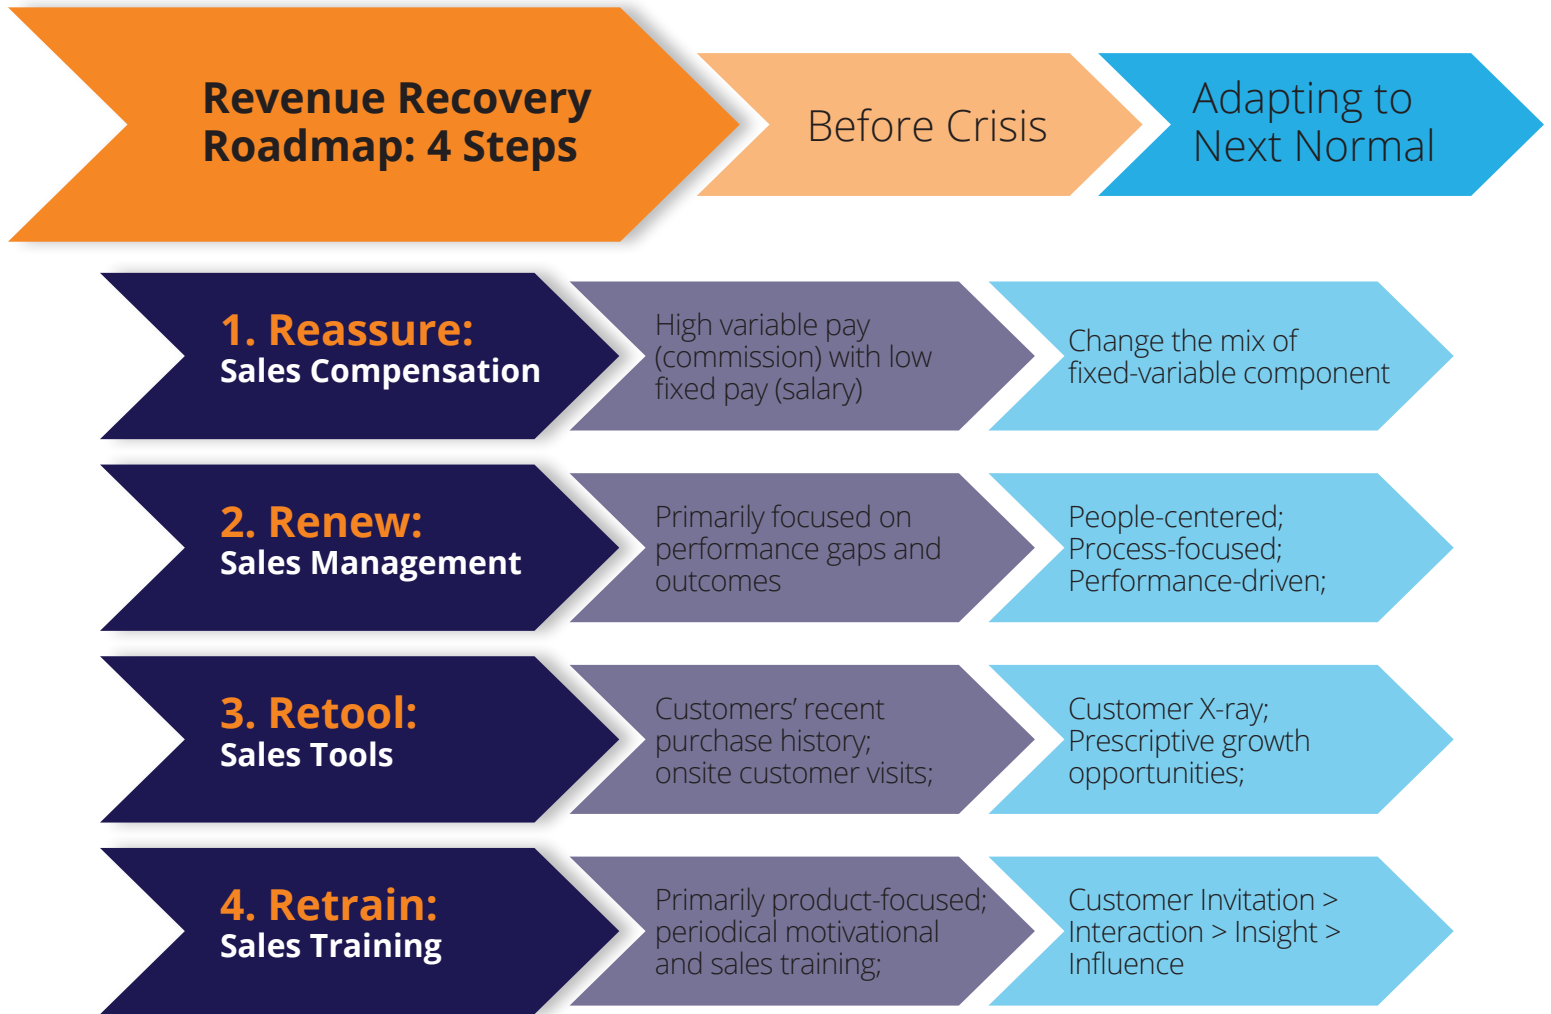 Revenue Recovery
Roadmap: 4 Steps
Before Crisis
Adapting to
Next Normal
1. Reassure:
Sales Compensation
High variable pay
(commission) with low
fixed pay (salary)
Change the mix of
fixed-variable component
2. Renew:
Sales Management
Primarily focused on
performance gaps and
outcomes
People-centered;
Process-focused;
Performance-driven;
3. Retool:
Sales Tools
Customers’ recent
purchase history;
onsite customer visits;
Customer X-ray;
Prescriptive growth
opportunities;
4. Retrain:
Sales Training
Primarily product-focused;
periodical motivational
and sales training;
Customer Invitation >
Interaction > Insight >
Influence